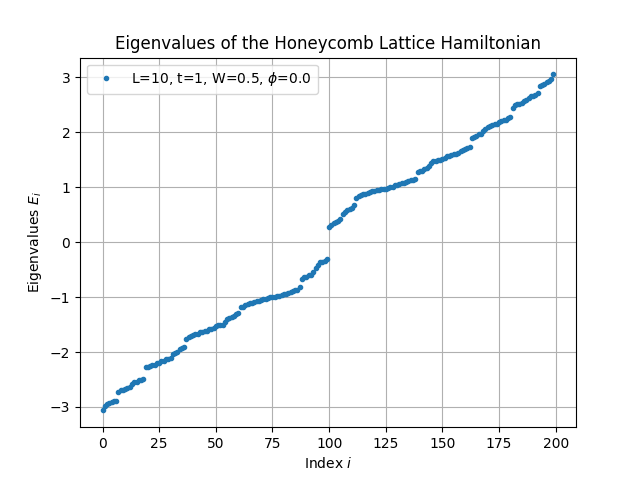 Eigenvalues of the Honeycomb Lattice Hamiltonian
L=10, t=1, W=0.5, ϕ=0.0
Eigenvalues Eᵢ
3
2
1
0
−1
−2
−3
0 25 50 75 100 125 150 175 200
Index i